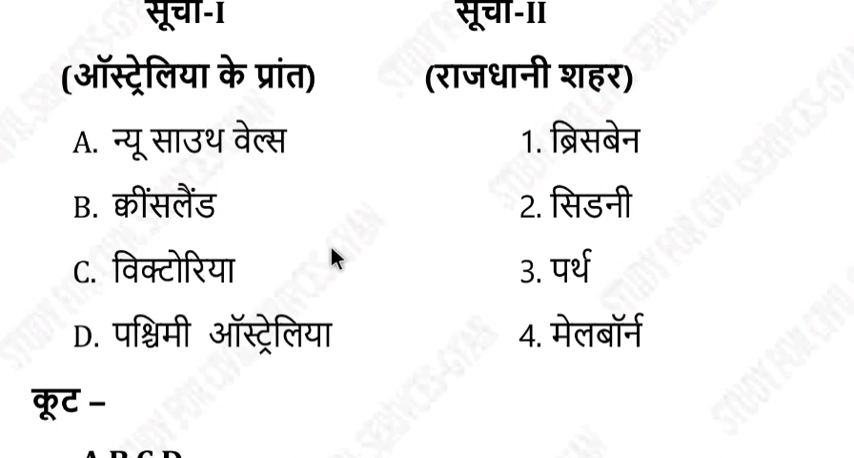 सूची-I सूची-II
(ऑस्ट्रेलिया के प्रांत) (राजधानी शहर)
A. न्यू साउथ वेल्स 1. ब्रिसबेन
B. क्वींसलैंड 2. सिडनी
C. विक्टोरिया 3. पर्थ
D. पश्चिमी ऑस्ट्रेलिया 4. मेलबॉर्न
कूट –
A B C D